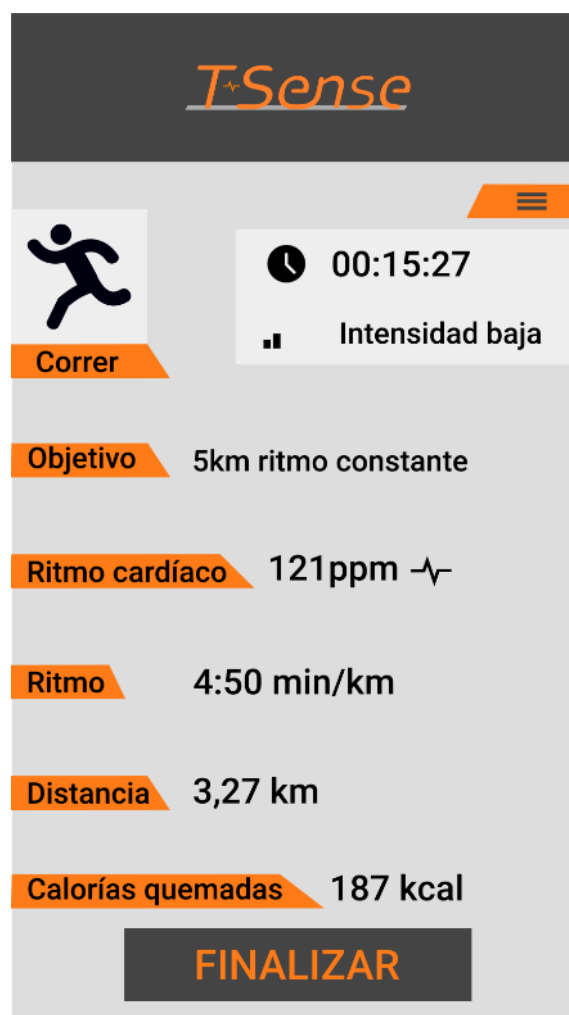 T-Sense
00:15:27
Intensidad baja
Correr
Objetivo 5km ritmo constante
Ritmo cardíaco 121ppm
Ritmo 4:50 min/km
Distancia 3,27 km
Calorías quemadas 187 kcal
FINALIZAR